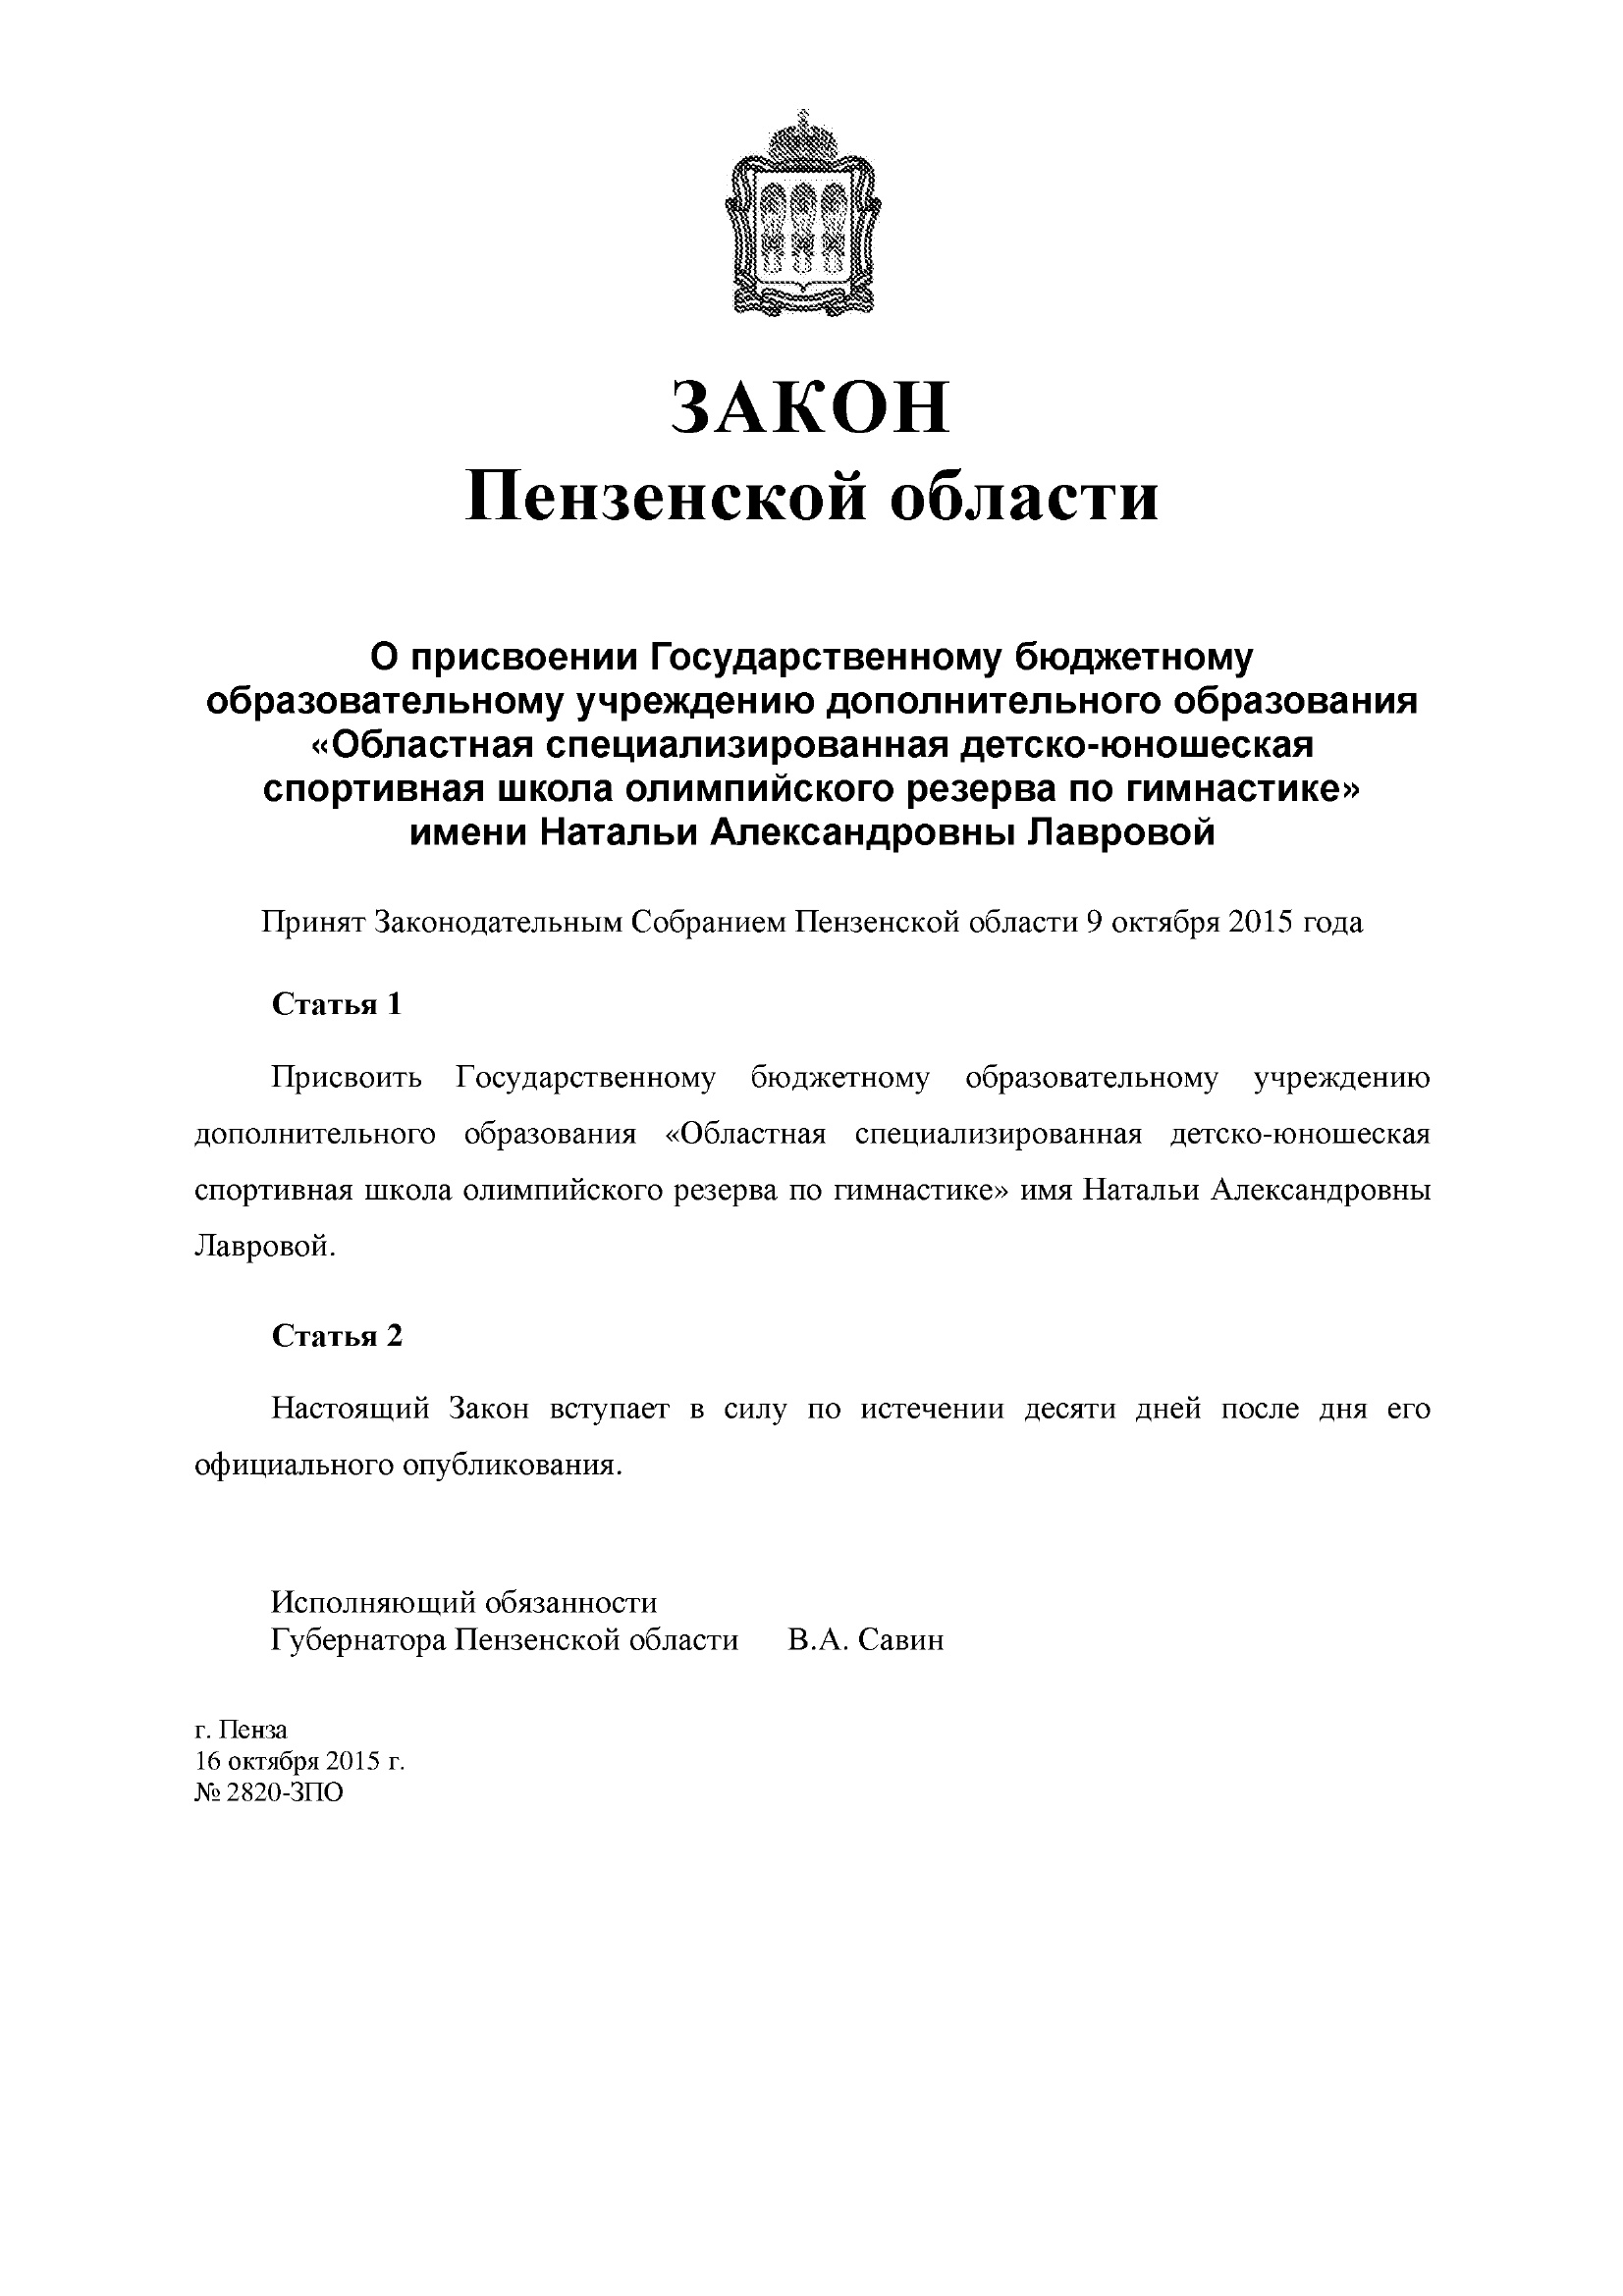 ЗАКОН
Пензенской области
О присвоении Государственному бюджетному
образовательному учреждению дополнительного образования
«Областная специализированная детско-юношеская
спортивная школа олимпийского резерва по гимнастике»
имени Натальи Александровны Лавровой
Принят Законодательным Собранием Пензенской области 9 октября 2015 года
Статья 1
Присвоить Государственному бюджетному образовательному учреждению
дополнительного образования «Областная специализированная детско-юношеская
спортивная школа олимпийского резерва по гимнастике» имя Натальи Александровны
Лавровой.
Статья 2
Настоящий Закон вступает в силу по истечении десяти дней после дня его
официального опубликования.
Исполняющий обязанности
Губернатора Пензенской области В.А. Савин
г. Пенза
16 октября 2015 г.
№ 2820-ЗПО